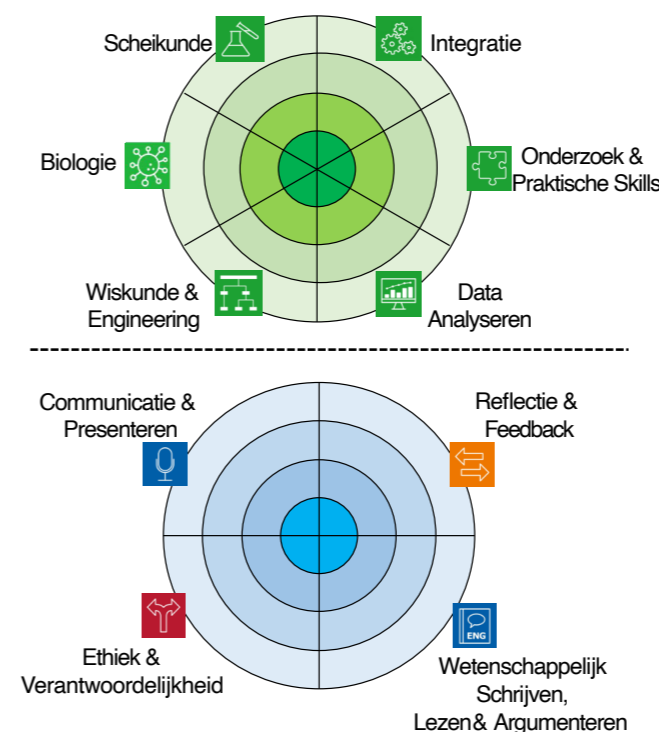 Scheikunde
Integratie
Biologie
Onderzoek &
Praktische Skills
Wiskunde &
Engineering
Data
Analyseren
Communicatie &
Presenteren
Reflectie &
Feedback
Ethiek &
Verantwoordelijkheid
ENG
Wetenschappelijk
Schrijven,
Lezen & Argumenteren